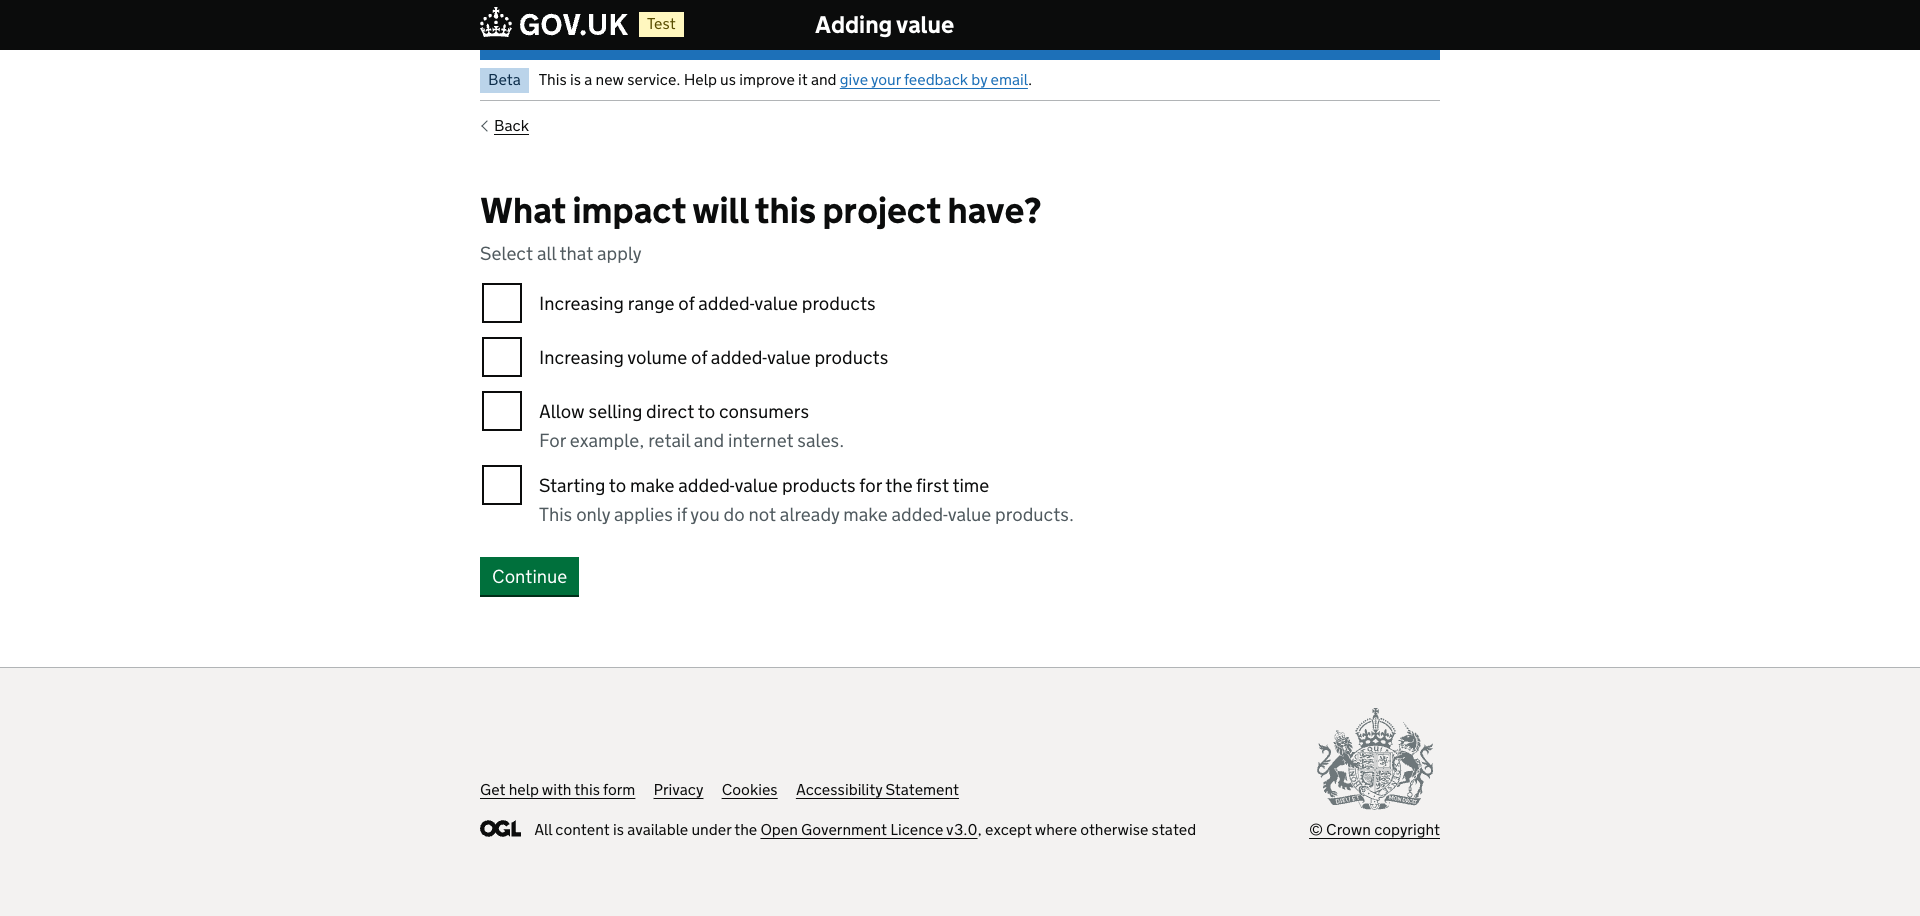 GOV.UK Test Adding value
Beta This is a new service. Help us improve it and give your feedback by email.
Back
What impact will this project have?
Select all that apply
Increasing range of added-value products
Increasing volume of added-value products
Allow selling direct to consumers
For example, retail and internet sales.
Starting to make added-value products for the first time
This only applies if you do not already make added-value products.
Continue
Get help with this form Privacy Cookies Accessibility Statement
OGL All content is available under the Open Government Licence v3.0, except where otherwise stated
© Crown copyright